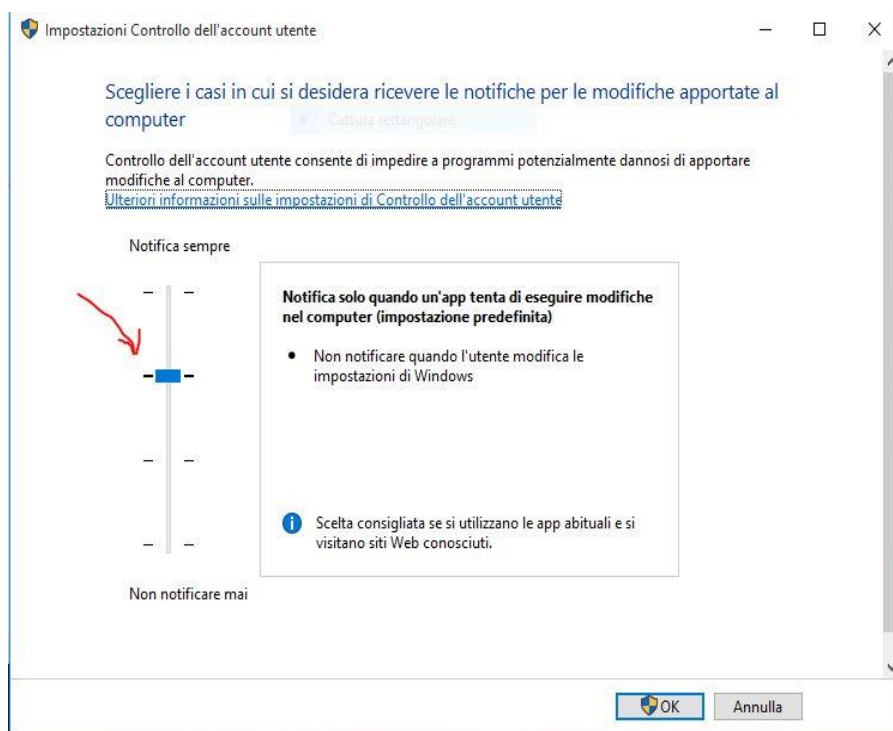 Impostazioni Controllo dell'account utente
Scegliere i casi in cui si desidera ricevere le notifiche per le modifiche apportate al
computer
• Cattura rettangolare
Controllo dell'account utente consente di impedire a programmi potenzialmente dannosi di apportare
modifiche al computer.
Ulteriori informazioni sulle impostazioni di Controllo dell'account utente
Notifica sempre
Notifica solo quando un'app tenta di eseguire modifiche
nel computer (impostazione predefinita)
• Non notificare quando l'utente modifica le
impostazioni di Windows
Scelta consigliata se si utilizzano le app abituali e si
visitano siti Web conosciuti.
Non notificare mai
OK
Annulla